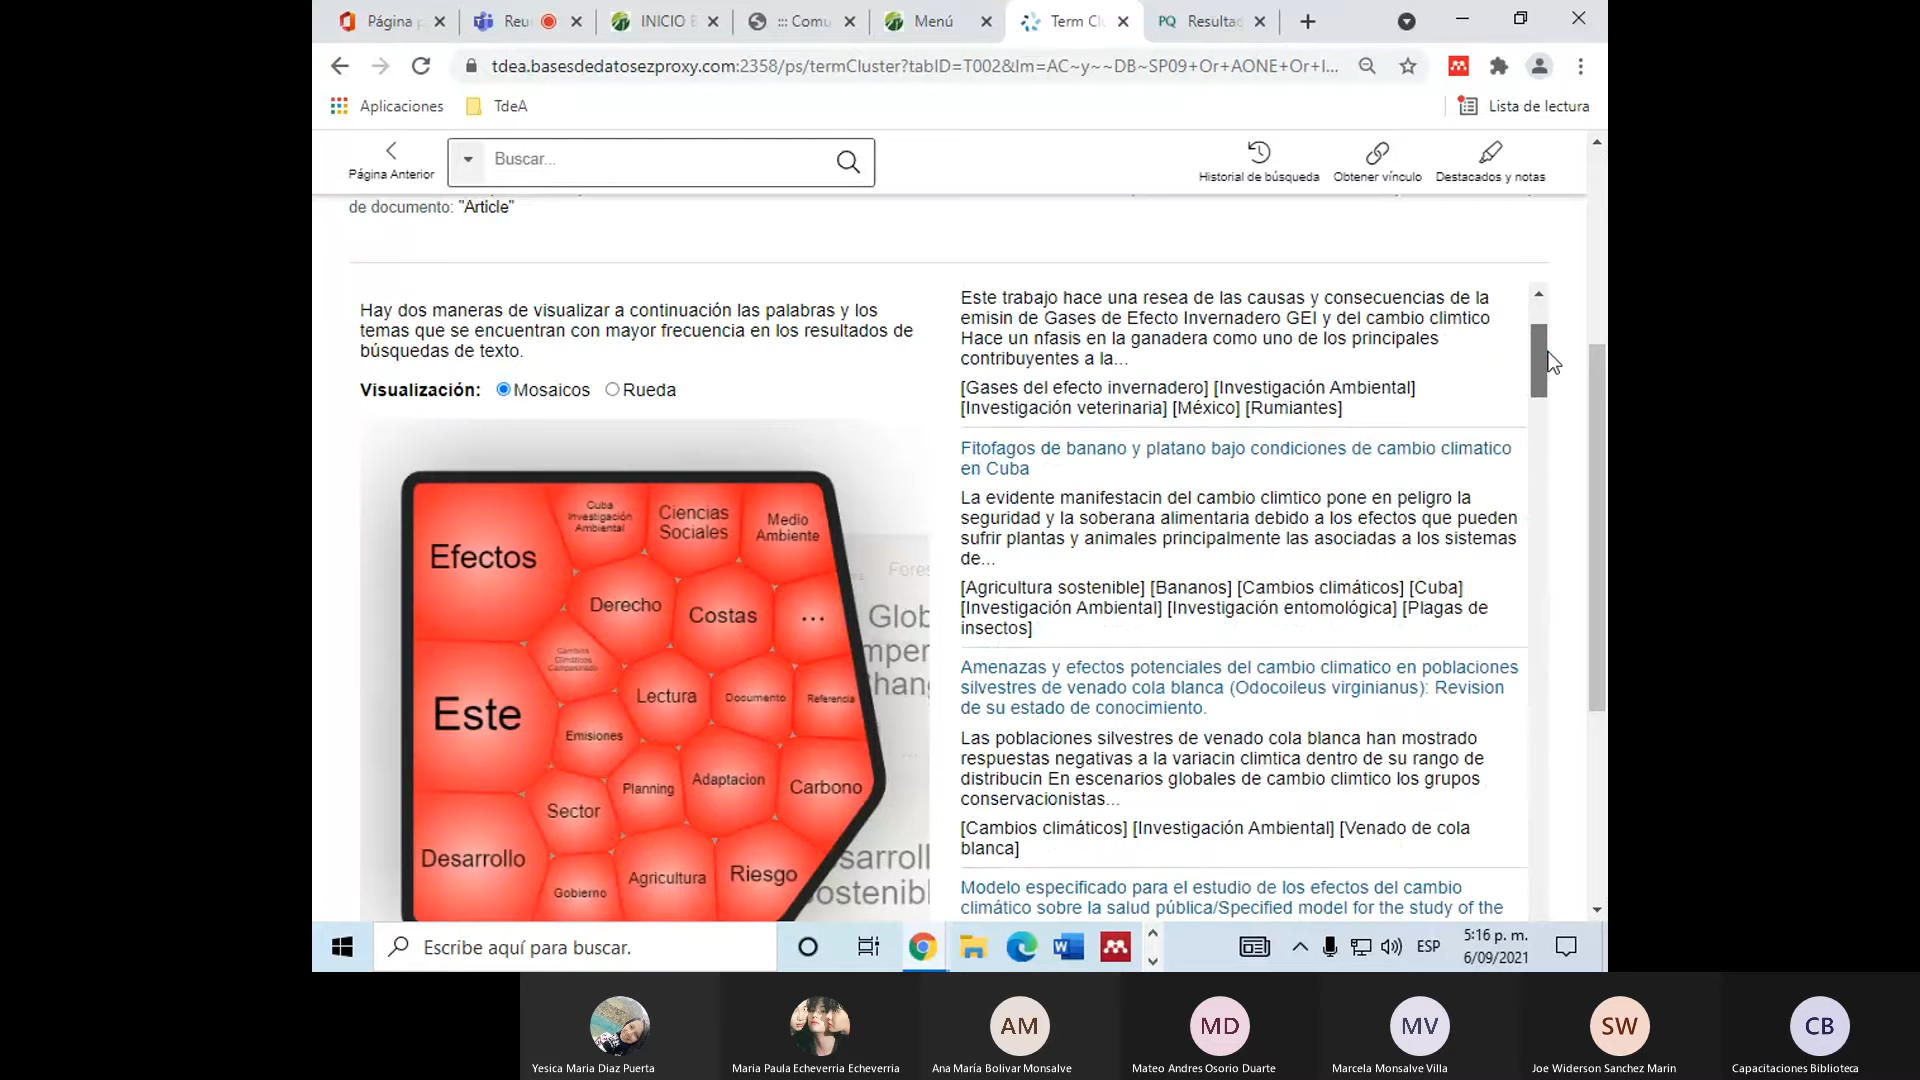 Página p
Reu
INICIO B
::: Comu
Menú
Term Cl
PQ
Resultad
tdea.basesdedatosezproxy.com:2358/ps/termCluster?tabID=T002&lm=AC~y~~DB~SP09+Or+AONE+Or+I...
Aplicaciones
TdeA
Lista de lectura
Página Anterior
Buscar...
Historial de búsqueda
Obtener vínculo
Destacados y notas
de documento: "Article"
Hay dos maneras de visualizar a continuación las palabras y los
temas que se encuentran con mayor frecuencia en los resultados de
búsquedas de texto.
Visualización:
Mosaicos
Rueda
Efectos
Cuba
Investigación
Ambiental
Ciencias
Sociales
Medio
Ambiente
Derecho
Costas
...
Cambios
Climáticos
Este
Lectura
Documento
Referencia
Emisiones
Sector
Planning
Adaptacion
Carbono
Desarrollo
Gobierno
Agricultura
Riesgo
Fores
Glob
mper
han
...
sarroll
ostenibl
Este trabajo hace una resea de las causas y consecuencias de la
emisin de Gases de Efecto Invernadero GEI y del cambio climtico
Hace un nfasis en la ganadera como uno de los principales
contribuyentes a la...
[Gases del efecto invernadero] [Investigación Ambiental]
[Investigación veterinaria] [México] [Rumiantes]
Fitofagos de banano y platano bajo condiciones de cambio climatico
en Cuba
La evidente manifestacin del cambio climtico pone en peligro la
seguridad y la soberana alimentaria debido a los efectos que pueden
sufrir plantas y animales principalmente las asociadas a los sistemas
de...
[Agricultura sostenible] [Bananos] [Cambios climáticos] [Cuba]
[Investigación Ambiental] [Investigación entomológica] [Plagas de
insectos]
Amenazas y efectos potenciales del cambio climatico en poblaciones
silvestres de venado cola blanca (Odocoileus virginianus): Revision
de su estado de conocimiento.
Las poblaciones silvestres de venado cola blanca han mostrado
respuestas negativas a la variacin climtica dentro de su rango de
distribucin En escenarios globales de cambio climtico los grupos
conservacionistas...
[Cambios climáticos] [Investigación Ambiental] [Venado de cola
blanca]
Modelo especificado para el estudio de los efectos del cambio
climático sobre la salud pública/Specified model for the study of the
Escribe aquí para buscar.
ESP
5:16 p. m.
6/09/2021
AM
MD
MV
SW
CB
Yesica Maria Diaz Puerta
Maria Paula Echeverria Echeverria
Ana María Bolivar Monsalve
Mateo Andres Osorio Duarte
Marcela Monsalve Villa
Joe Widerson Sanchez Marin
Capacitaciones Biblioteca